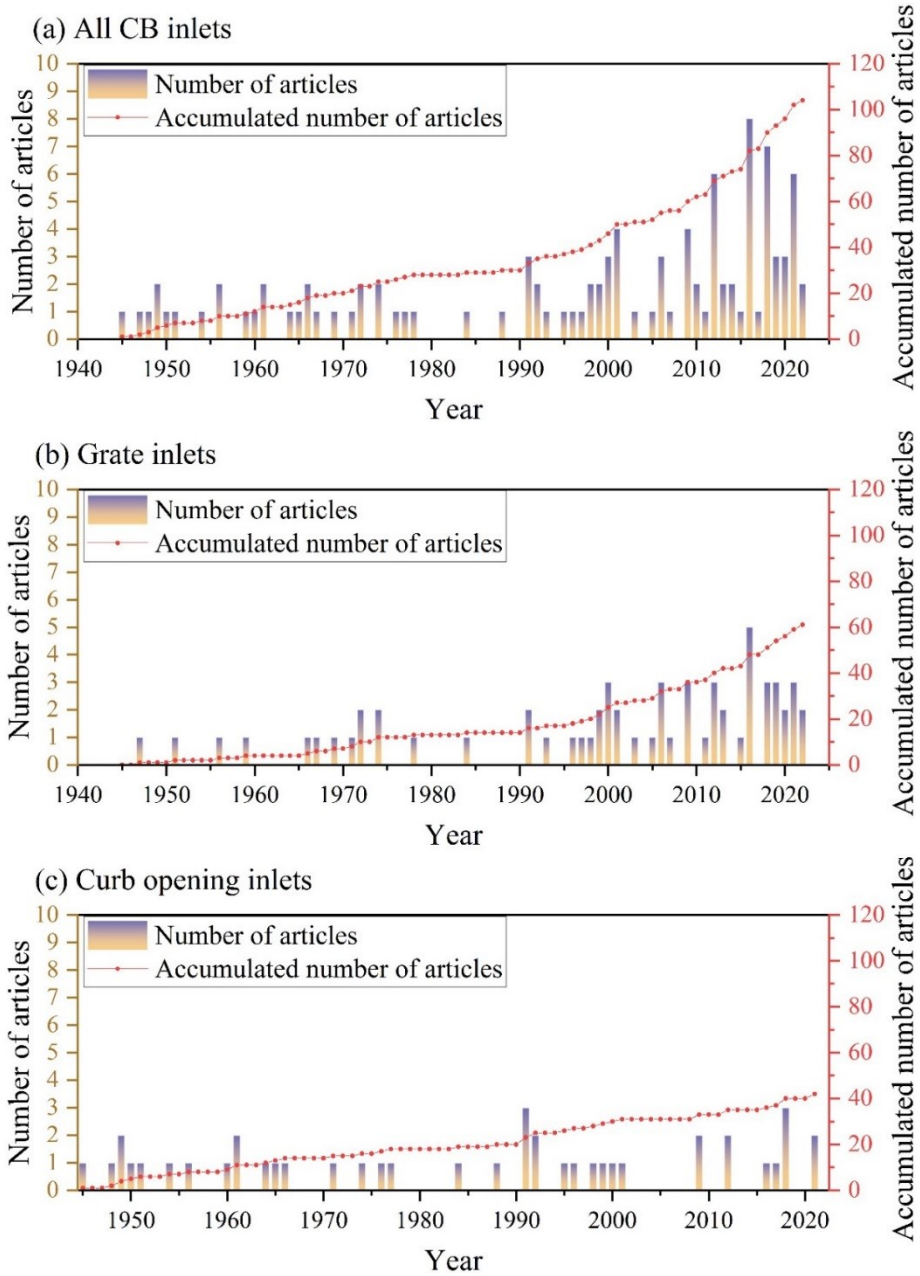 (a) All CB inlets
Number of articles
Accumulated number of articles
10
9
8
7
6
5
4
3
2
1
0
120
100
80
60
40
20
0
1940 1950 1960 1970 1980 1990 2000 2010 2020
Year
Number of articles
Accumulated number of articles
(b) Grate inlets
Number of articles
Accumulated number of articles
10
9
8
7
6
5
4
3
2
1
0
120
100
80
60
40
20
0
1940 1950 1960 1970 1980 1990 2000 2010 2020
Year
Number of articles
Accumulated number of articles
(c) Curb opening inlets
Number of articles
Accumulated number of articles
10
9
8
7
6
5
4
3
2
1
0
120
100
80
60
40
20
0
1950 1960 1970 1980 1990 2000 2010 2020
Year
Number of articles
Accumulated number of articles